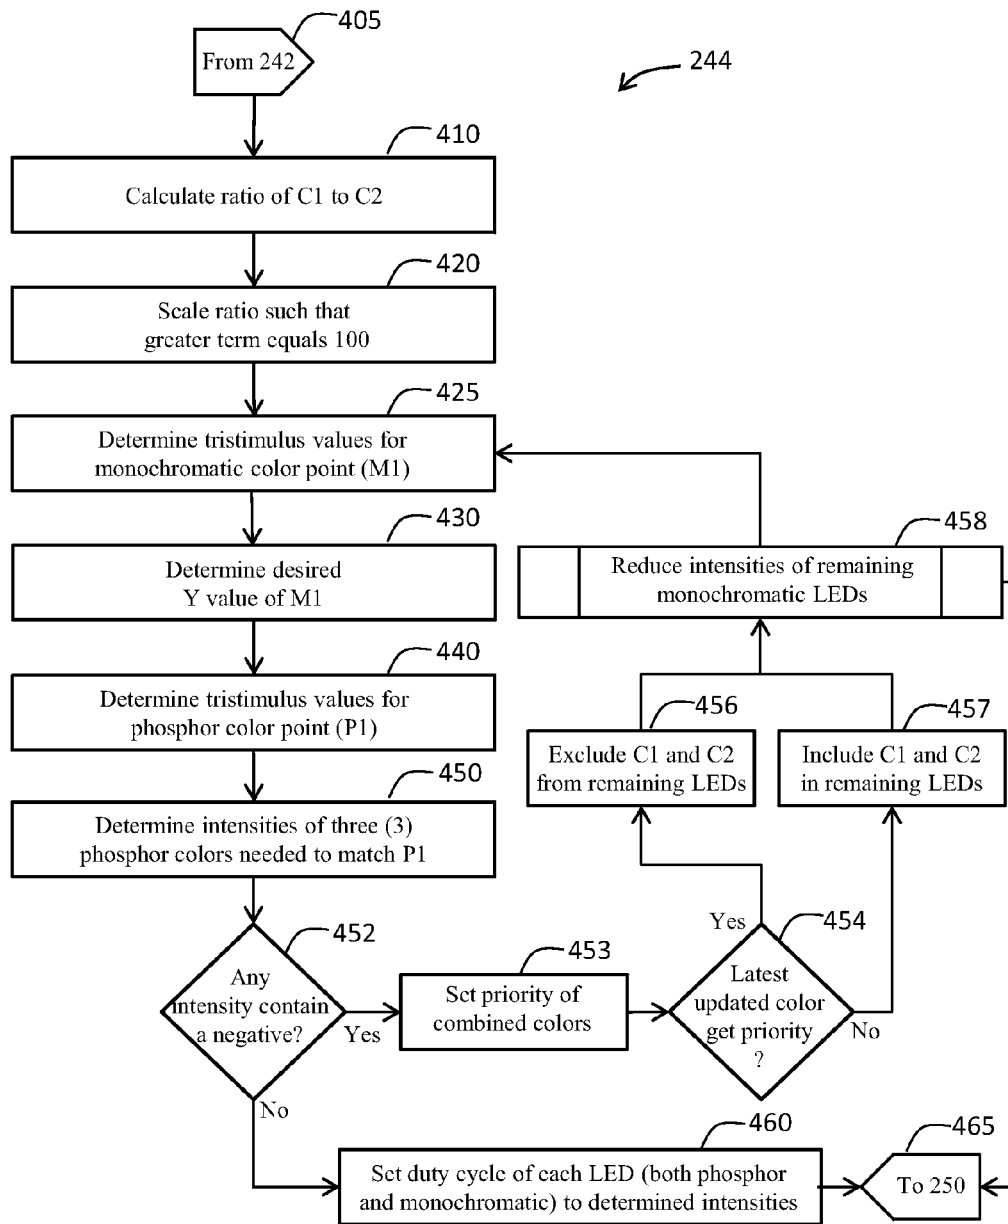 405
From 242
244
410
Calculate ratio of C1 to C2
420
Scale ratio such that
greater term equals 100
425
Determine tristimulus values for
monochromatic color point (M1)
430
Determine desired
Y value of M1
458
Reduce intensities of remaining
monochromatic LEDs
440
Determine tristimulus values for
phosphor color point (P1)
456
Exclude C1 and C2
from remaining LEDs
457
Include C1 and C2
in remaining LEDs
450
Determine intensities of three (3)
phosphor colors needed to match P1
452
Any
intensity contain
a negative?
Yes
453
Set priority of
combined colors
454
Latest
updated color
get priority
?
Yes
No
No
460
Set duty cycle of each LED (both phosphor
and monochromatic) to determined intensities
465
To 250